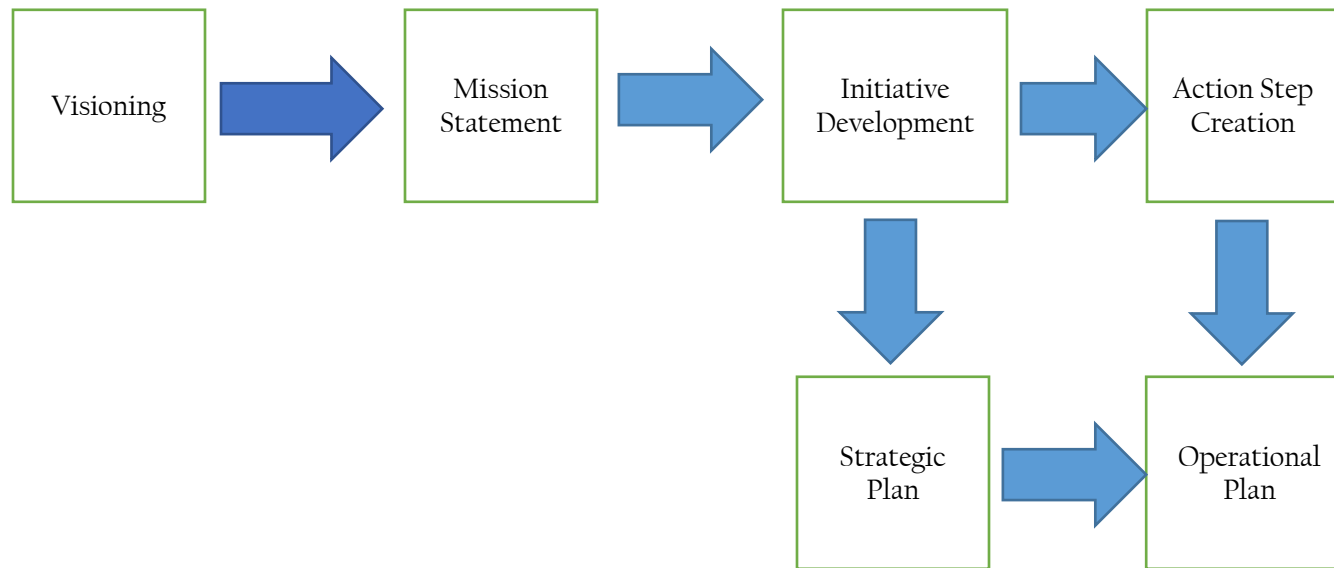 Visioning
Mission
Statement
Initiative
Development
Action Step
Creation
Strategic
Plan
Operational
Plan